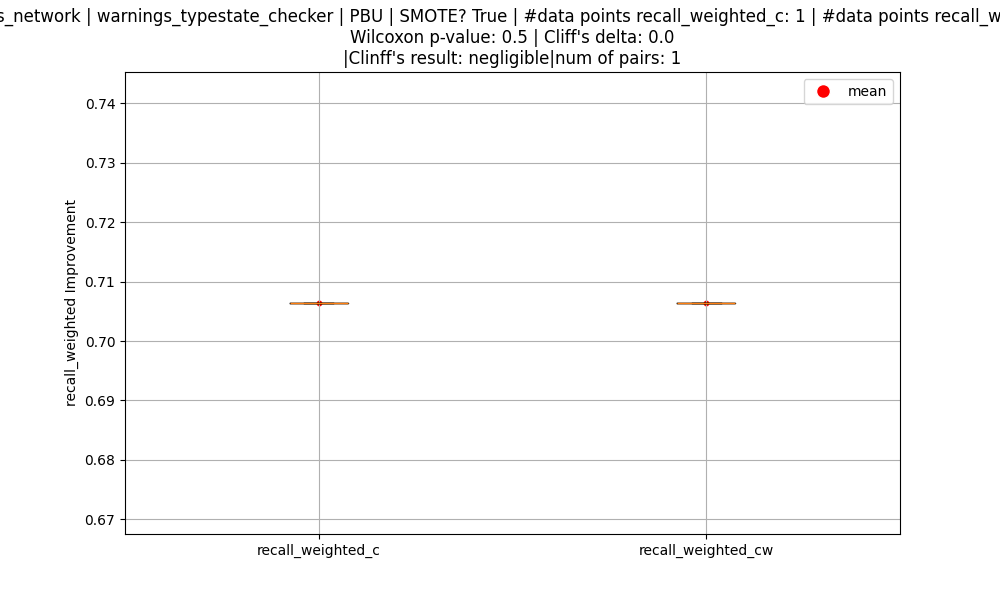 s_network | warnings_typestate_checker | PBU | SMOTE? True | #data points recall_weighted_c: 1 | #data points recall_w
Wilcoxon p-value: 0.5 | Cliff's delta: 0.0
|Clinff's result: negligible|num of pairs: 1
mean
0.74
0.73
0.72
0.71
0.70
0.69
0.68
0.67
recall_weighted Improvement
recall_weighted_c
recall_weighted_cw